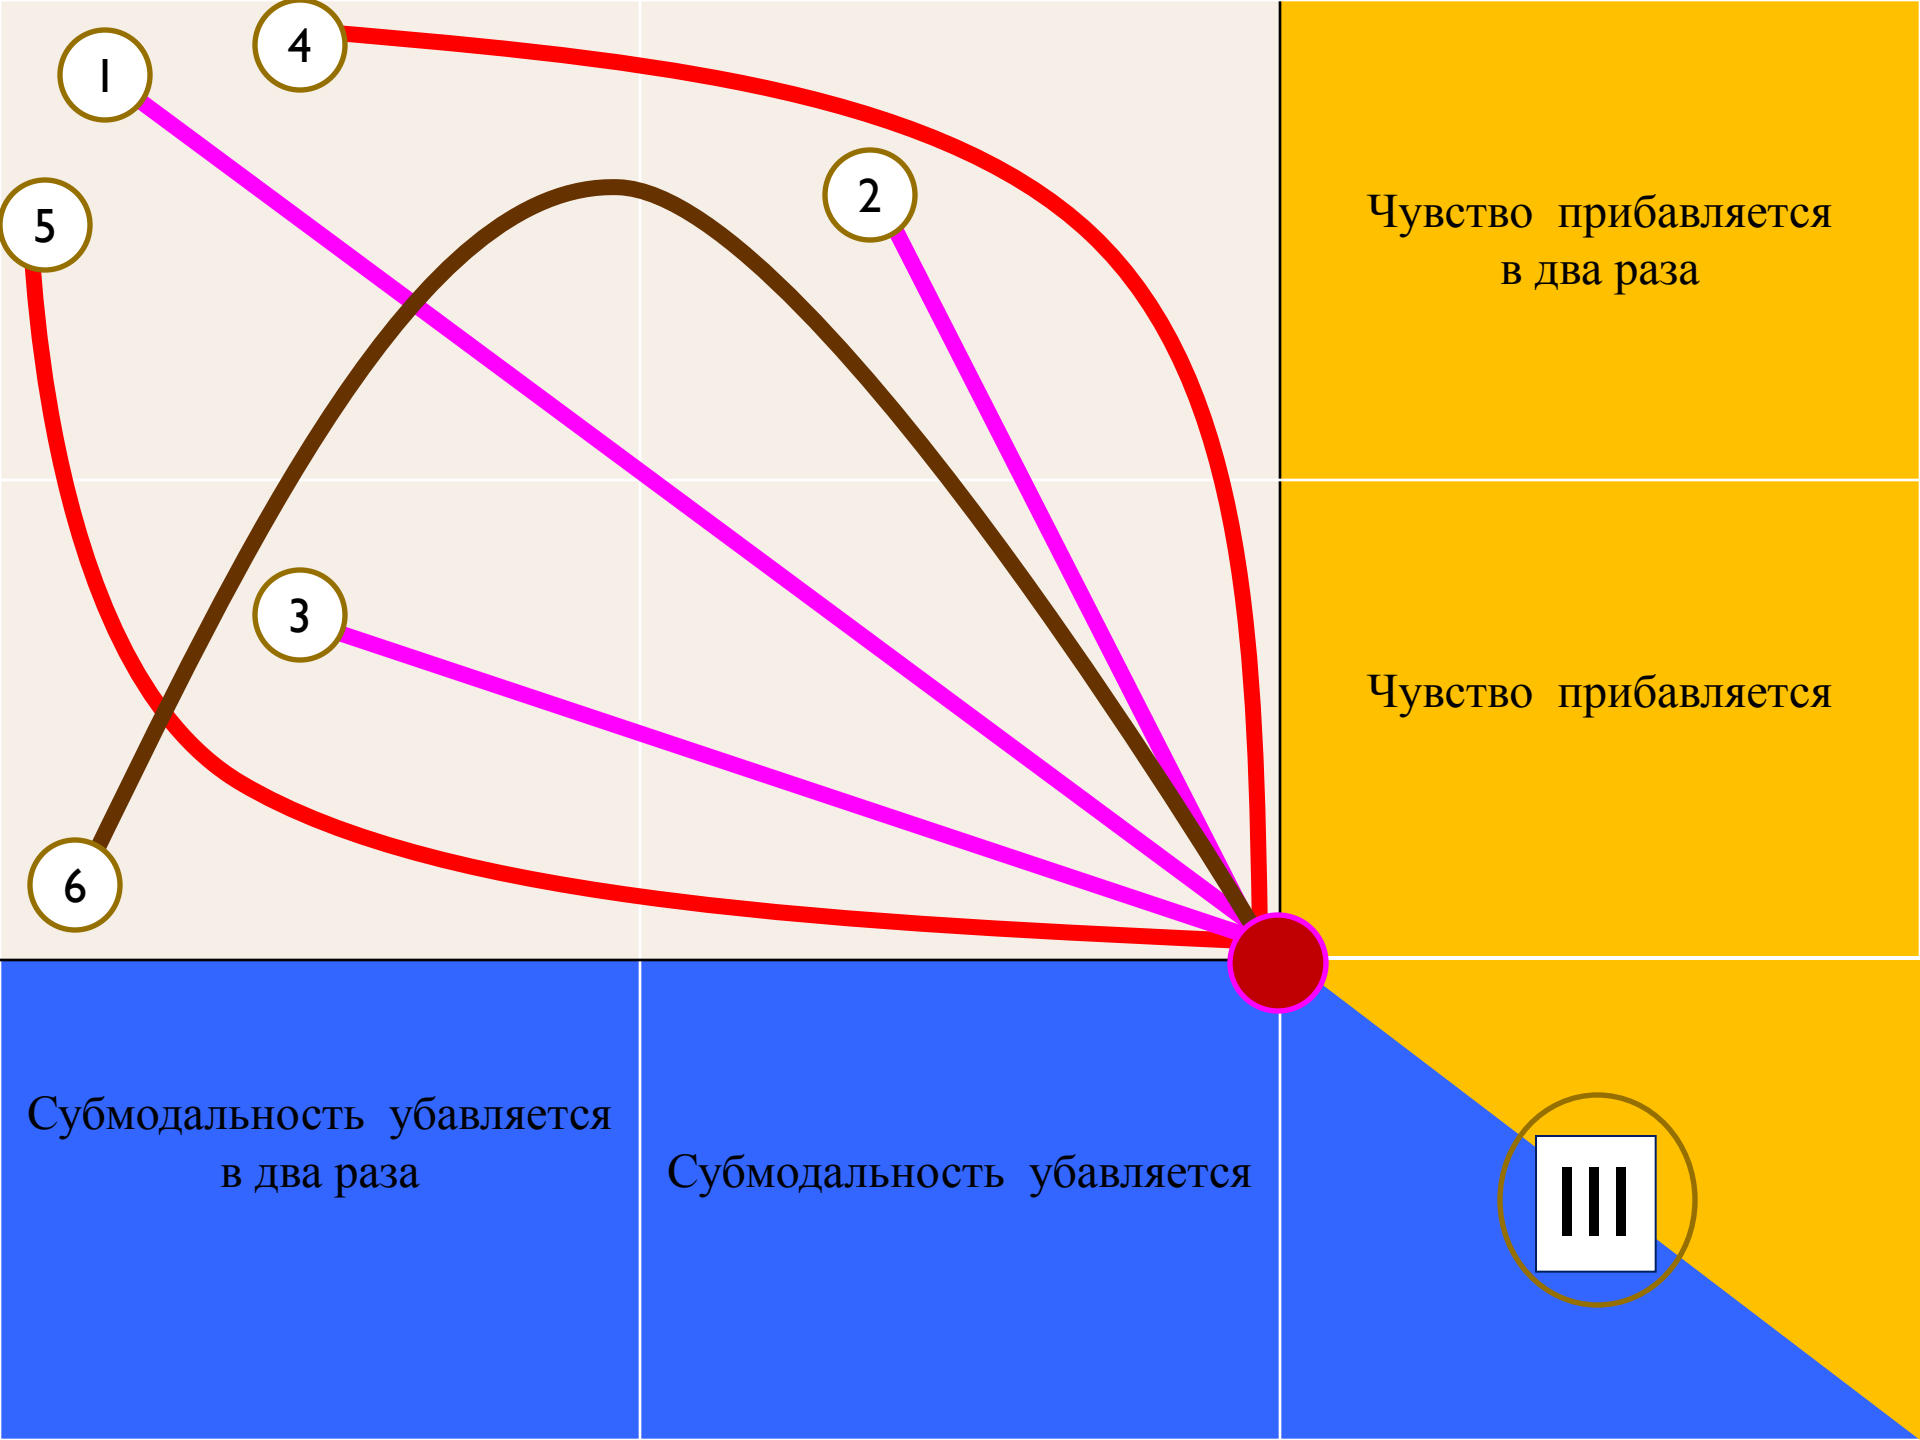 4
1
2
5
Чувство прибавляется
в два раза
3
Чувство прибавляется
6
Субмодальность убавляется
в два раза
Субмодальность убавляется
III